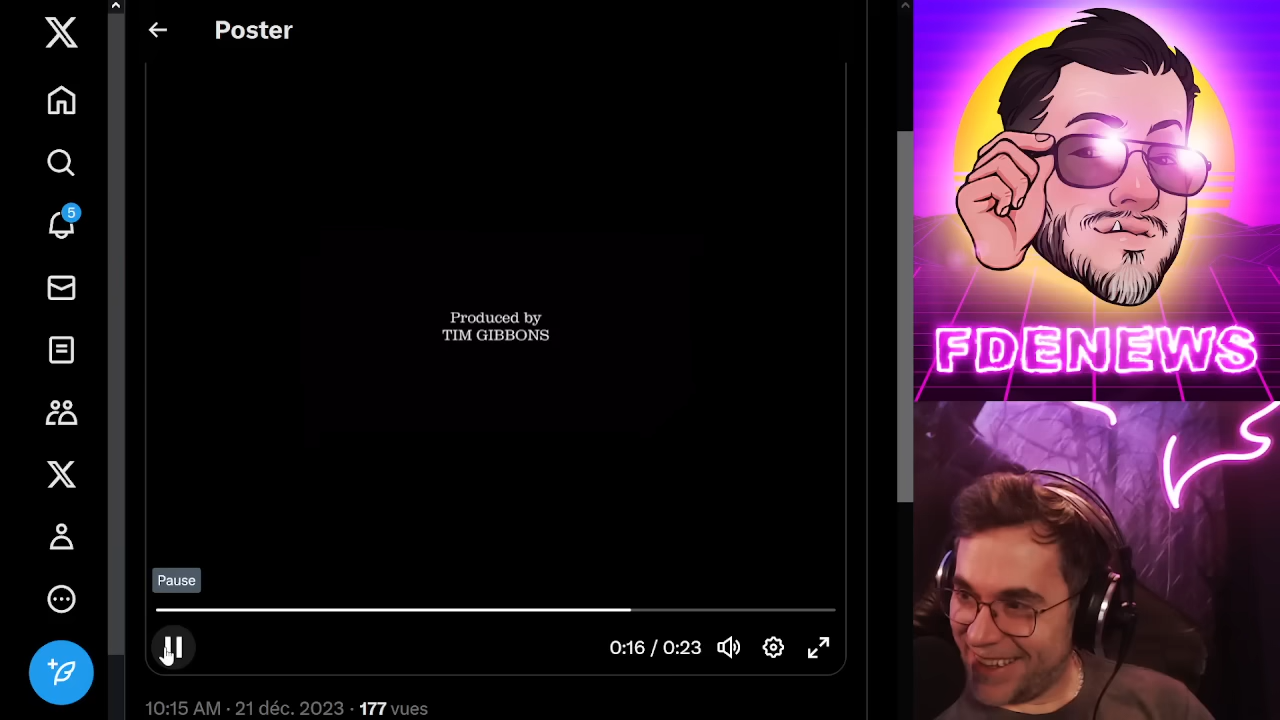 Poster
5
Produced by
TIM GIBBONS
Pause
0:16 / 0:23
10:15 AM · 21 déc. 2023 · 177 vues
FDENEWS